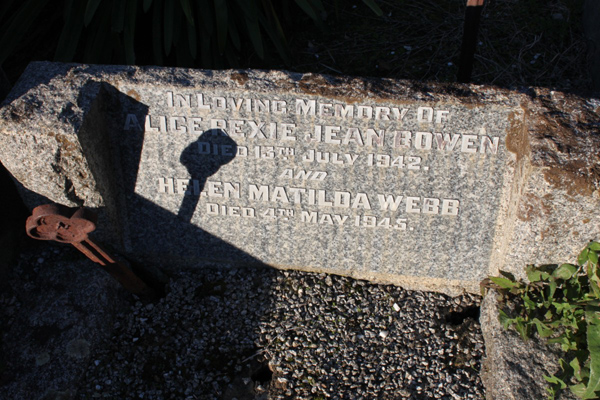 In Loving Memory Of
ALICE REXIE JEAN BOWEN
DIED 13TH JULY 1942.
AND
HELEN MATILDA WEBB
DIED 4TH MAY 1945